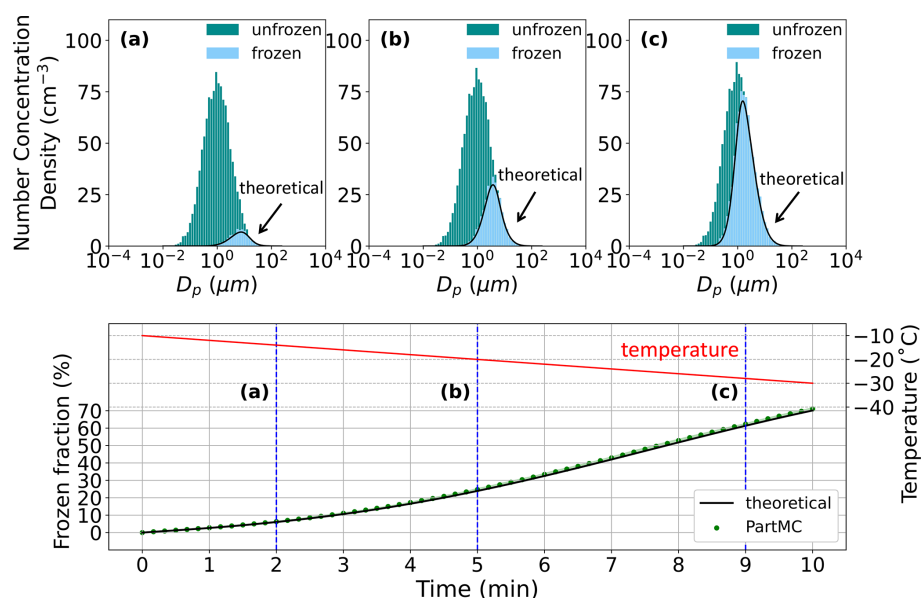 Number Concentration
Density (cm⁻³)
(a)
unfrozen
frozen
theoretical
100
75
50
25
0
10⁻⁴ 10⁻² 10⁰ 10² 10⁴
Dₚ (μm)
(b)
unfrozen
frozen
theoretical
100
75
50
25
0
10⁻⁴ 10⁻² 10⁰ 10² 10⁴
Dₚ (μm)
(c)
unfrozen
frozen
theoretical
100
75
50
25
0
10⁻⁴ 10⁻² 10⁰ 10² 10⁴
Dₚ (μm)
Frozen fraction (%)
70
60
50
40
30
20
10
0
temperature
(a)
(b)
(c)
−10
−20
−30
−40
Temperature (˚C)
theoretical
PartMC
0 1 2 3 4 5 6 7 8 9 10
Time (min)